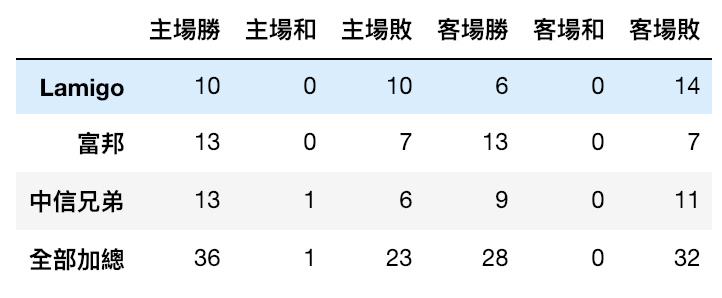 主場勝 主場和 主場敗 客場勝 客場和 客場敗
Lamigo 10 0 10 6 0 14
富邦 13 0 7 13 0 7
中信兄弟 13 1 6 9 0 11
全部加總 36 1 23 28 0 32